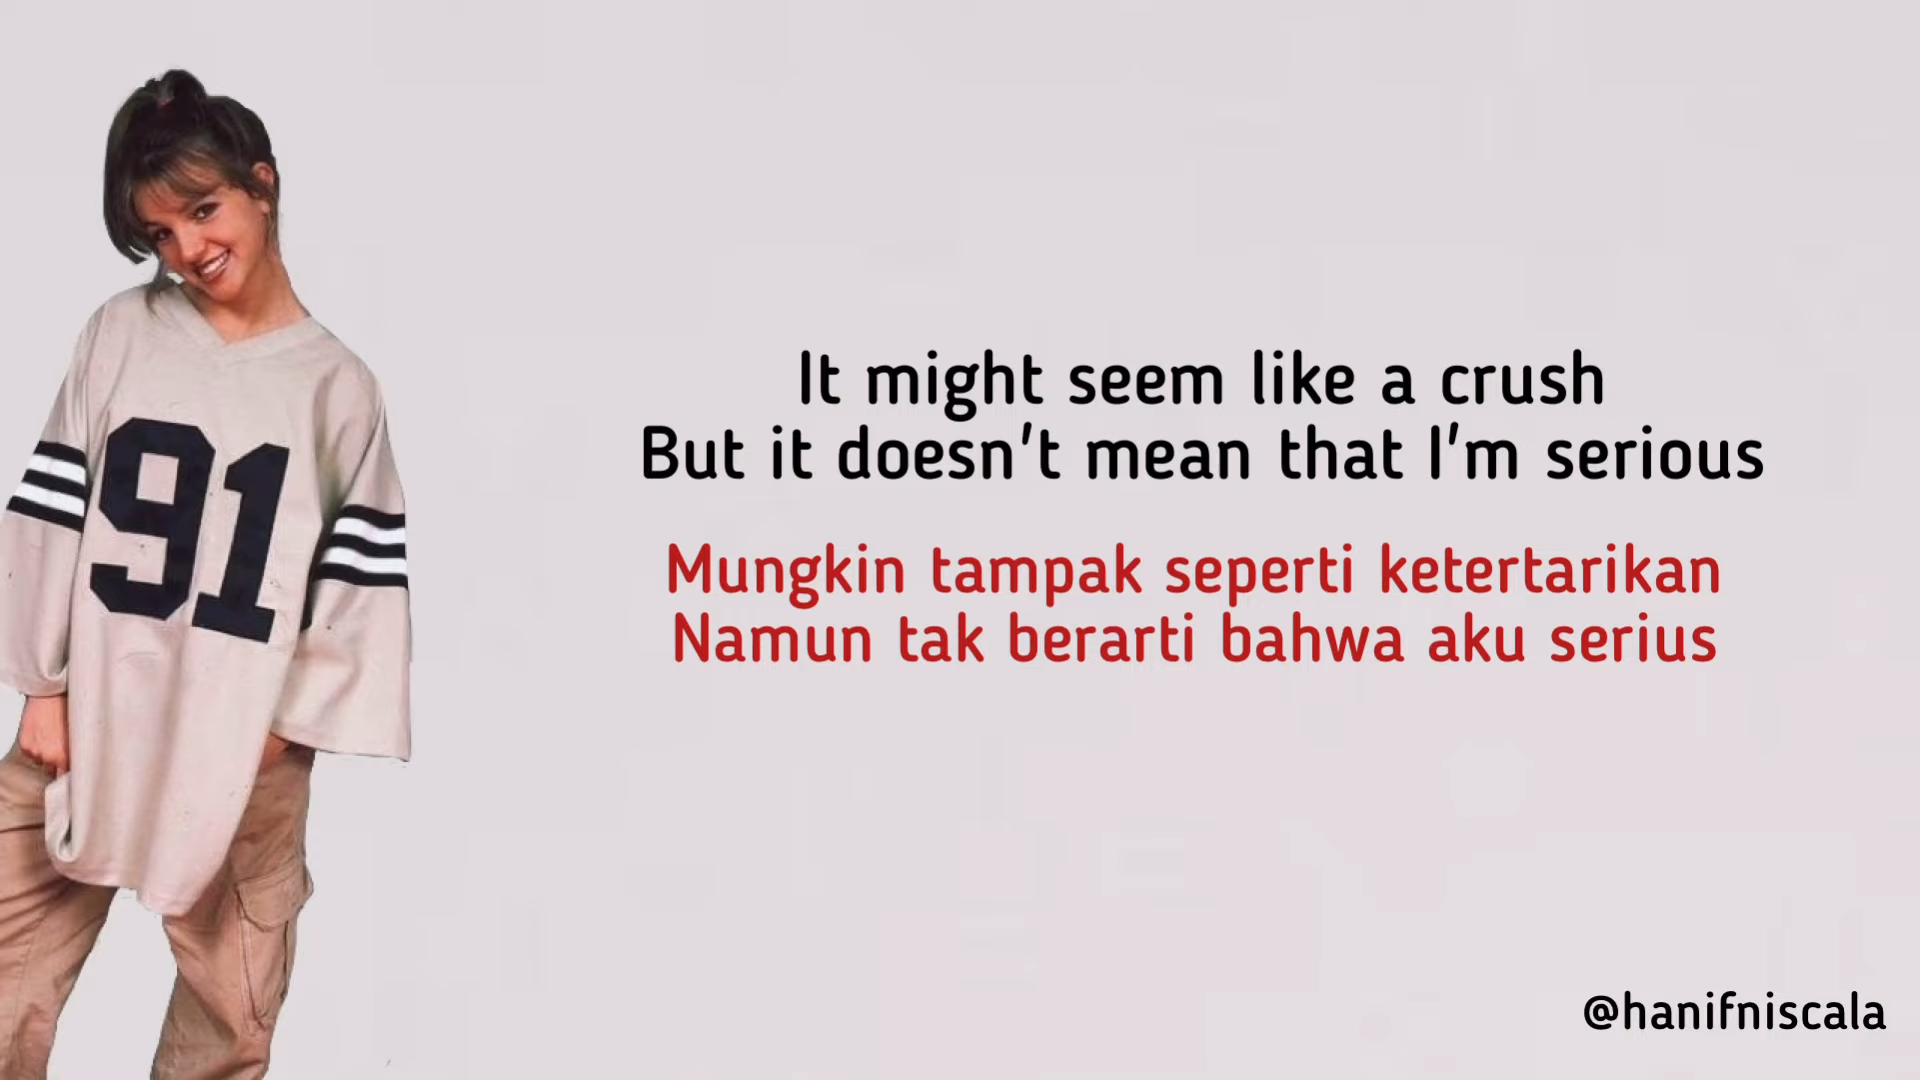 91
It might seem like a crush
But it doesn't mean that I'm serious
Mungkin tampak seperti ketertarikan
Namun tak berarti bahwa aku serius
@hanifniscala